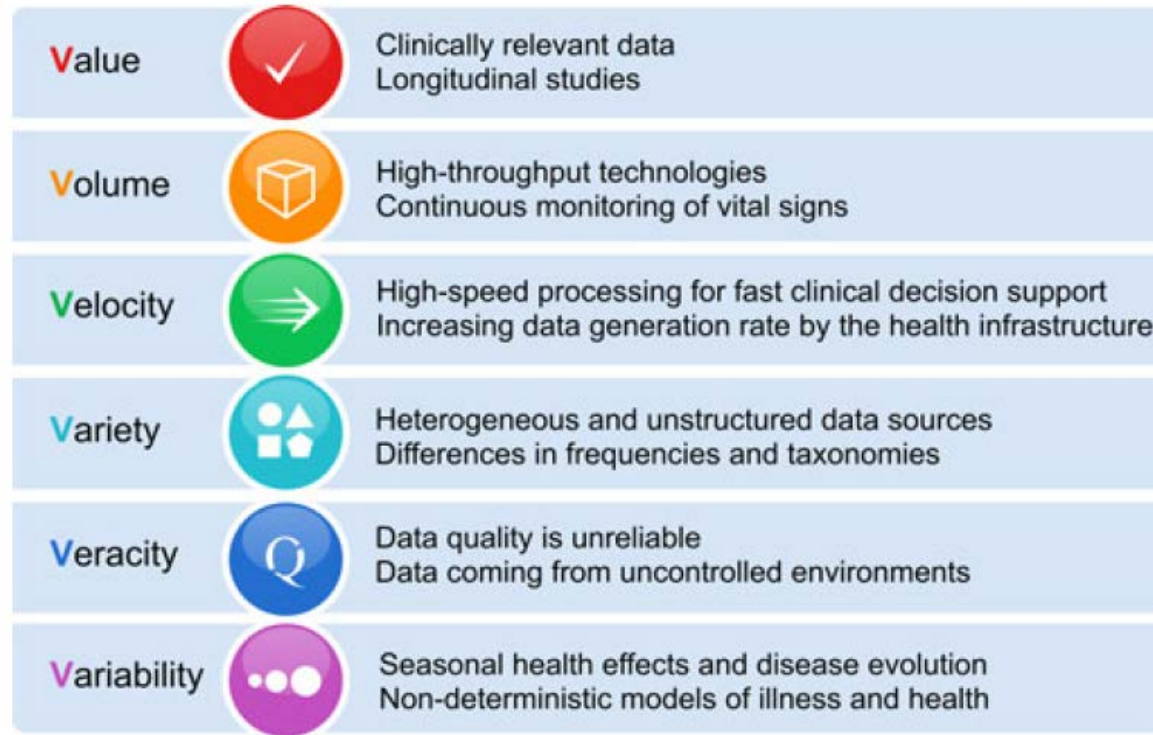 Value
Clinically relevant data
Longitudinal studies
Volume
High-throughput technologies
Continuous monitoring of vital signs
Velocity
High-speed processing for fast clinical decision support
Increasing data generation rate by the health infrastructure
Variety
Heterogeneous and unstructured data sources
Differences in frequencies and taxonomies
Veracity
Q
Data quality is unreliable
Data coming from uncontrolled environments
Variability
Seasonal health effects and disease evolution
Non-deterministic models of illness and health